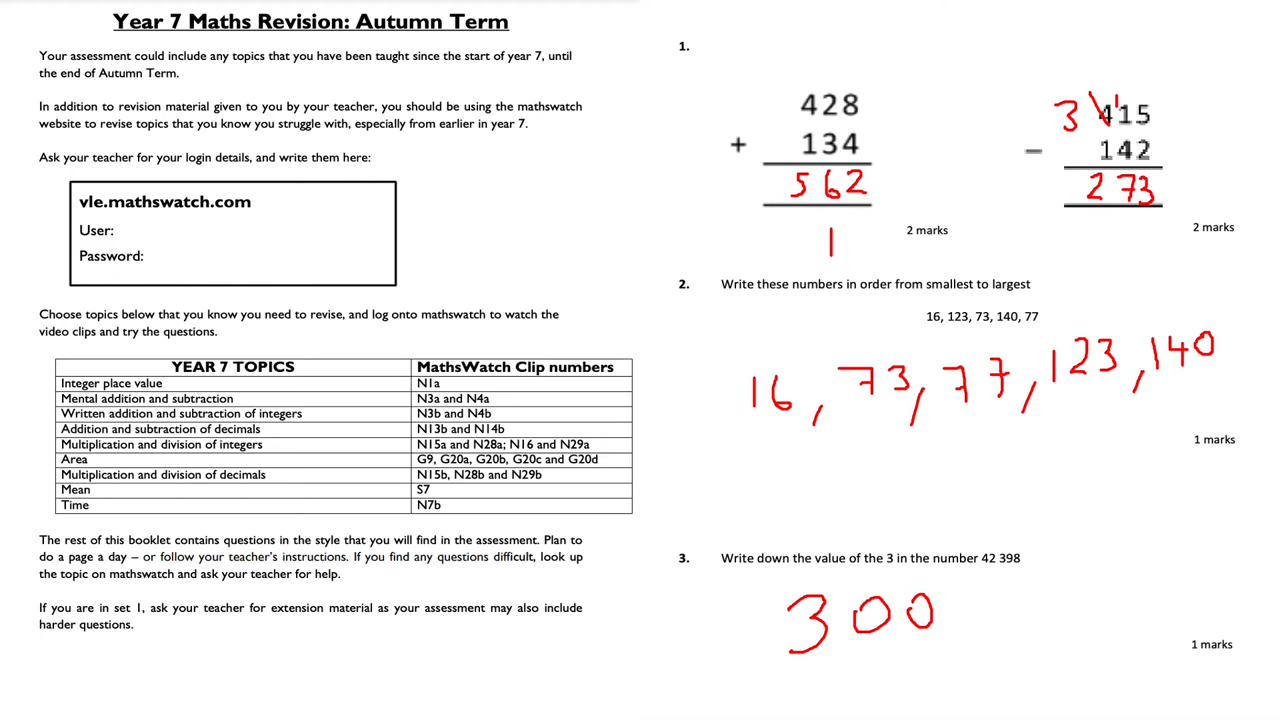 Year 7 Maths Revision: Autumn Term
Your assessment could include any topics that you have been taught since the start of year 7, until
the end of Autumn Term.
In addition to revision material given to you by your teacher, you should be using the mathswatch
website to revise topics that you know you struggle with, especially from earlier in year 7.
Ask your teacher for your login details, and write them here:
vle.mathswatch.com
User:
Password:
Choose topics below that you know you need to revise, and log onto mathswatch to watch the
video clips and try the questions.
YEAR 7 TOPICS MathsWatch Clip numbers
Integer place value N1a
Mental addition and subtraction N3a and N4a
Written addition and subtraction of integers N3b and N4b
Addition and subtraction of decimals N13b and N14b
Multiplication and division of integers N15a and N28a; N16 and N29a
Area G9, G20a, G20b, G20c and G20d
Multiplication and division of decimals N15b, N28b and N29b
Mean S7
Time N7b
The rest of this booklet contains questions in the style that you will find in the assessment. Plan to
do a page a day – or follow your teacher's instructions. If you find any questions difficult, look up
the topic on mathswatch and ask your teacher for help.
If you are in set 1, ask your teacher for extension material as your assessment may also include
harder questions.
1.
428
+ 134
562
1
2 marks
3 1
415
− 142
273
2 marks
2. Write these numbers in order from smallest to largest
16, 123, 73, 140, 77
16, 73, 77, 123, 140
1 marks
3. Write down the value of the 3 in the number 42 398
300
1 marks